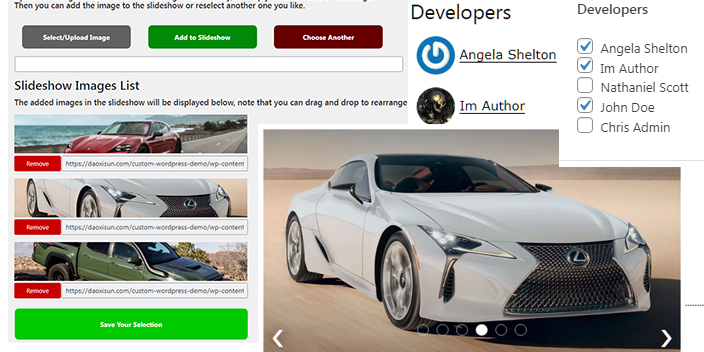 Then you can add the image to the slideshow or reselect another one you like.
Select/Upload Image
Add to Slideshow
Choose Another
Slideshow Images List
The added images in the slideshow will be displayed below, note that you can drag and drop to rearrange
Remove
https://daoxisun.com/custom-wordpress-demo/wp-content
Remove
https://daoxisun.com/custom-wordpress-demo/wp-content
Remove
https://daoxisun.com/custom-wordpress-demo/wp-content
Save Your Selection
Developers
Angela Shelton
Im Author
Developers
Angela Shelton
Im Author
Nathaniel Scott
John Doe
Chris Admin